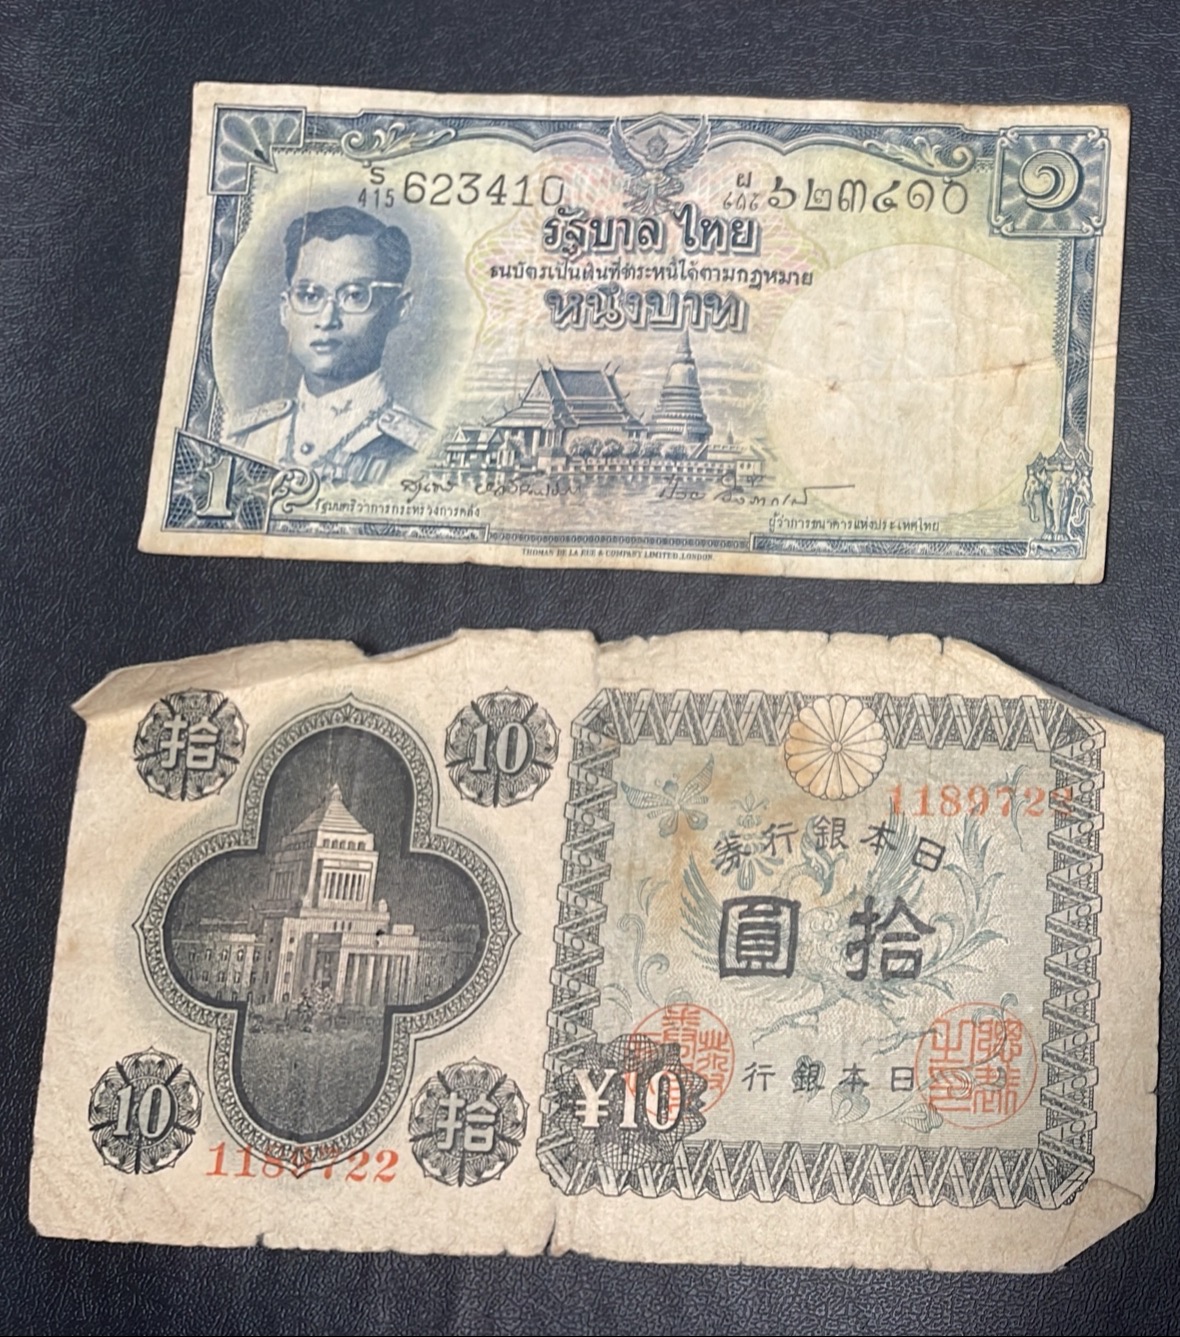 S
415 623410
ผ
๔๑๕ ๖๒๓๔๑๐
๑
รัฐบาล ไทย
ธนบัตรเป็นเงินที่ชำระหนี้ได้ตามกฎหมาย
หนึ่งบาท
1
รัฐมนตรีว่าการกระทรวงการคลัง
ผู้ว่าการธนาคารแห่งประเทศไทย
THOMAS DE LA RUE & COMPANY LIMITED, LONDON.
拾
10
1189722
券行銀本日
圓拾
¥10
行銀本日
10
拾
1189722